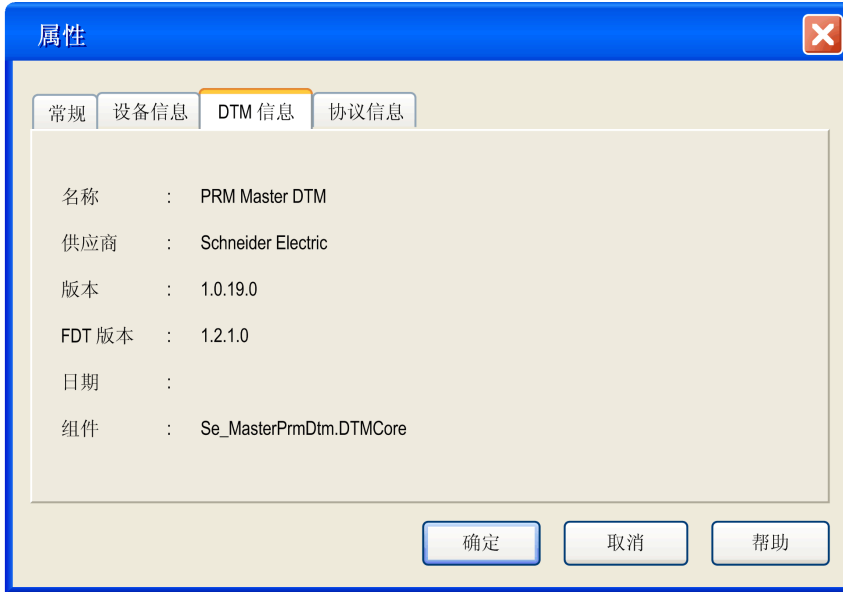 属性
常规 设备信息 DTM 信息 协议信息
名称 : PRM Master DTM
供应商 : Schneider Electric
版本 : 1.0.19.0
FDT 版本 : 1.2.1.0
日期 :
组件 : Se_MasterPrmDtm.DTMCore
确定 取消 帮助